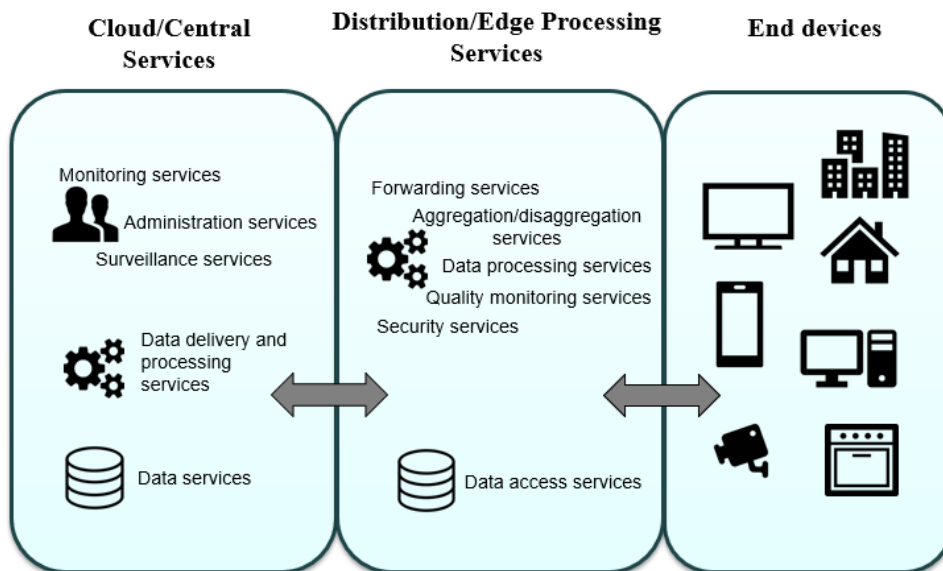 Cloud/Central
Services
Distribution/Edge Processing
Services
End devices
Monitoring services
Administration services
Surveillance services
Data delivery and
processing
services
Data services
Forwarding services
Aggregation/disaggregation
services
Data processing services
Quality monitoring services
Security services
Data access services